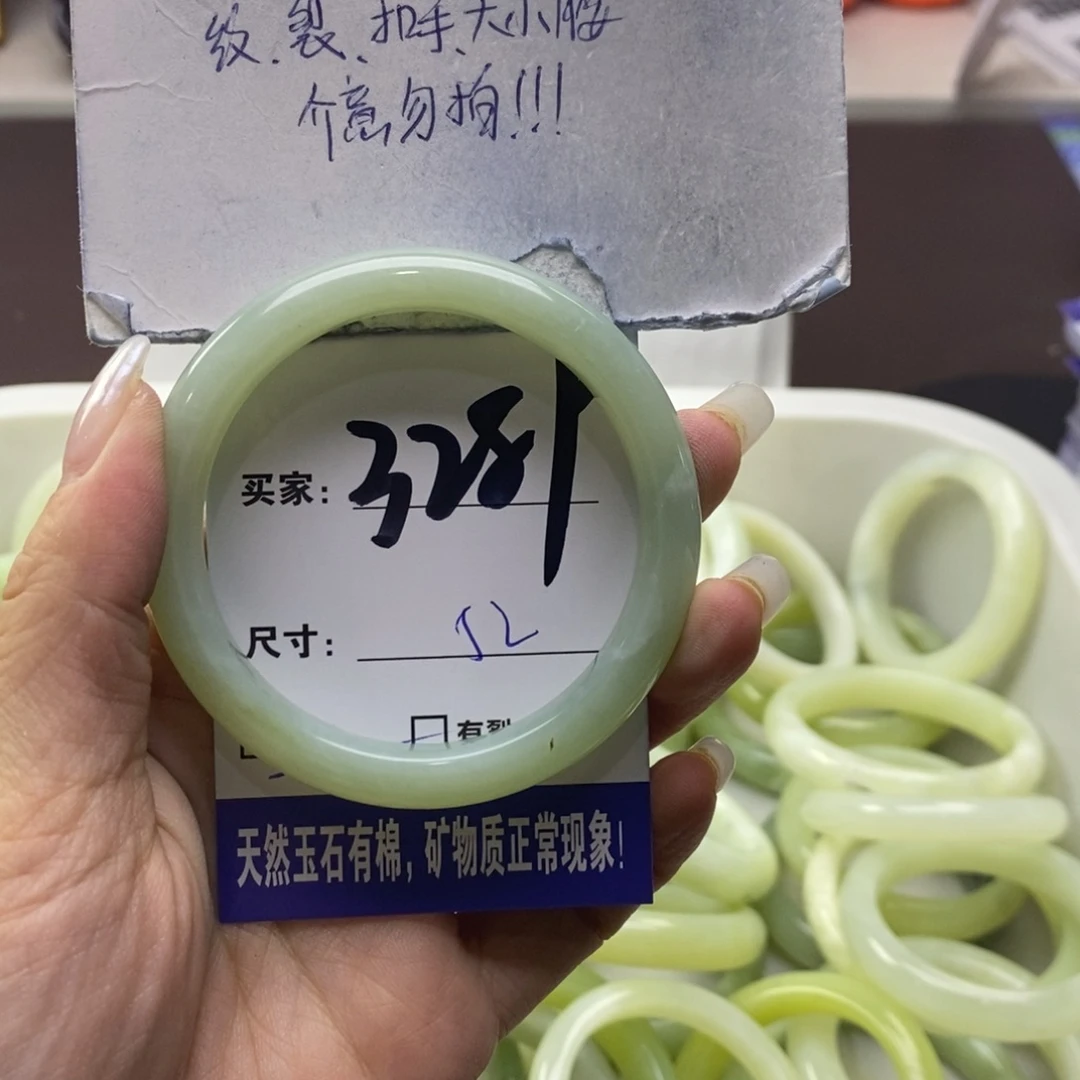 纹.裂、扣手、大小腰
介意勿拍!!!
买家: 3281
尺寸: 52
有裂
天然玉石有棉,矿物质正常现象!